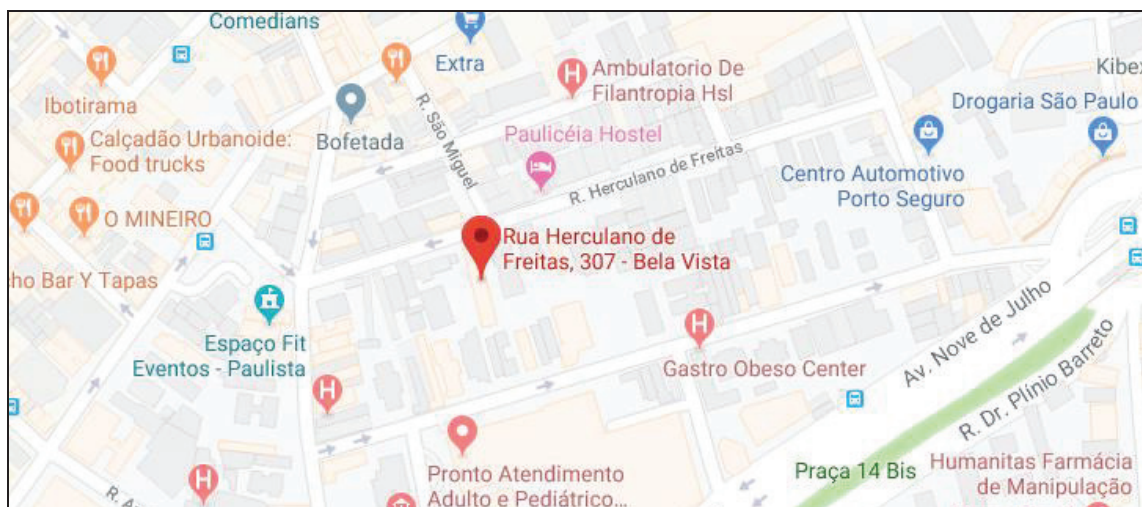 Comedians
Extra
Ambulatorio De
Filantropia Hsl
Kibex
Ibotirama
Drogaria São Paulo
Bofetada
R. São Miguel
Calçadão Urbanoide:
Food trucks
Paulicéia Hostel
R. Herculano de Freitas
Centro Automotivo
Porto Seguro
O MINEIRO
Rua Herculano de
Freitas, 307 - Bela Vista
cho Bar Y Tapas
Espaço Fit
Eventos - Paulista
Gastro Obeso Center
Av. Nove de Julho
R. Dr. Plínio Barreto
Pronto Atendimento
Adulto e Pediátrico...
Praça 14 Bis
Humanitas Farmácia
de Manipulação